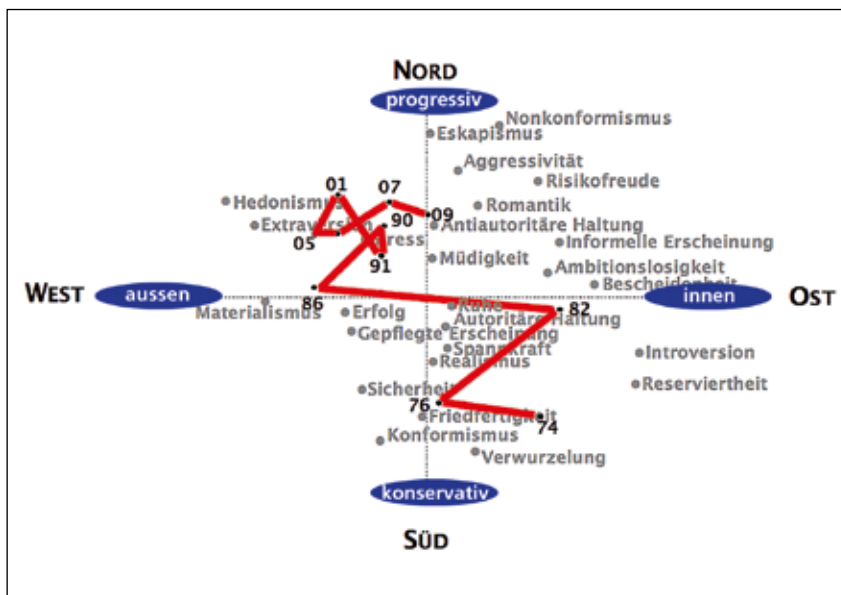 NORD
progressiv
Nonkonformismus
Eskapismus
Aggressivität
Risikofreude
01
07
Hedonismus
Romantik
09
90
Extraversion
Antiautoritäre Haltung
05
Informelle Erscheinung
91
Müdigkeit
Ambitionslosigkeit
Bescheidenheit
WEST
aussen
innen
OST
86
Materialismus
Erfolg
Ruhe
82
Autoritäre Haltung
Gepflegte Erscheinung
Spannkraft
Introversion
Realismus
Reserviertheit
Sicherheit
76
Friedfertigkeit
74
Konformismus
Verwurzelung
konservativ
SÜD